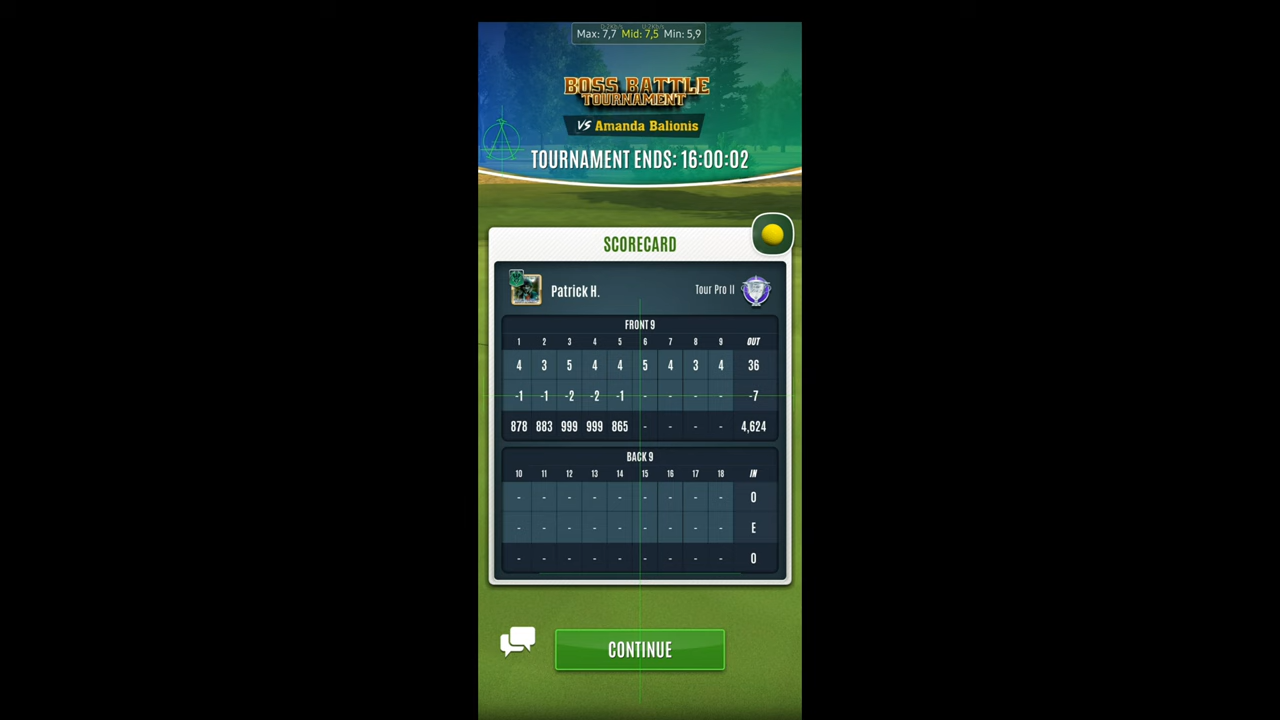 Max: 7,7 Mid: 7,5 Min: 5,9
BOSS BATTLE
TOURNAMENT
VS Amanda Balionis
TOURNAMENT ENDS: 16:00:02
SCORECARD
Patrick H. Tour Pro II
FRONT 9
1 2 3 4 5 6 7 8 9 OUT
4 3 5 4 4 5 4 3 4 36
-1 -1 -2 -2 -1 - - - - -7
878 883 999 999 865 - - - - 4,624
BACK 9
10 11 12 13 14 15 16 17 18 IN
- - - - - - - - - 0
- - - - - - - - - E
- - - - - - - - - 0
CONTINUE